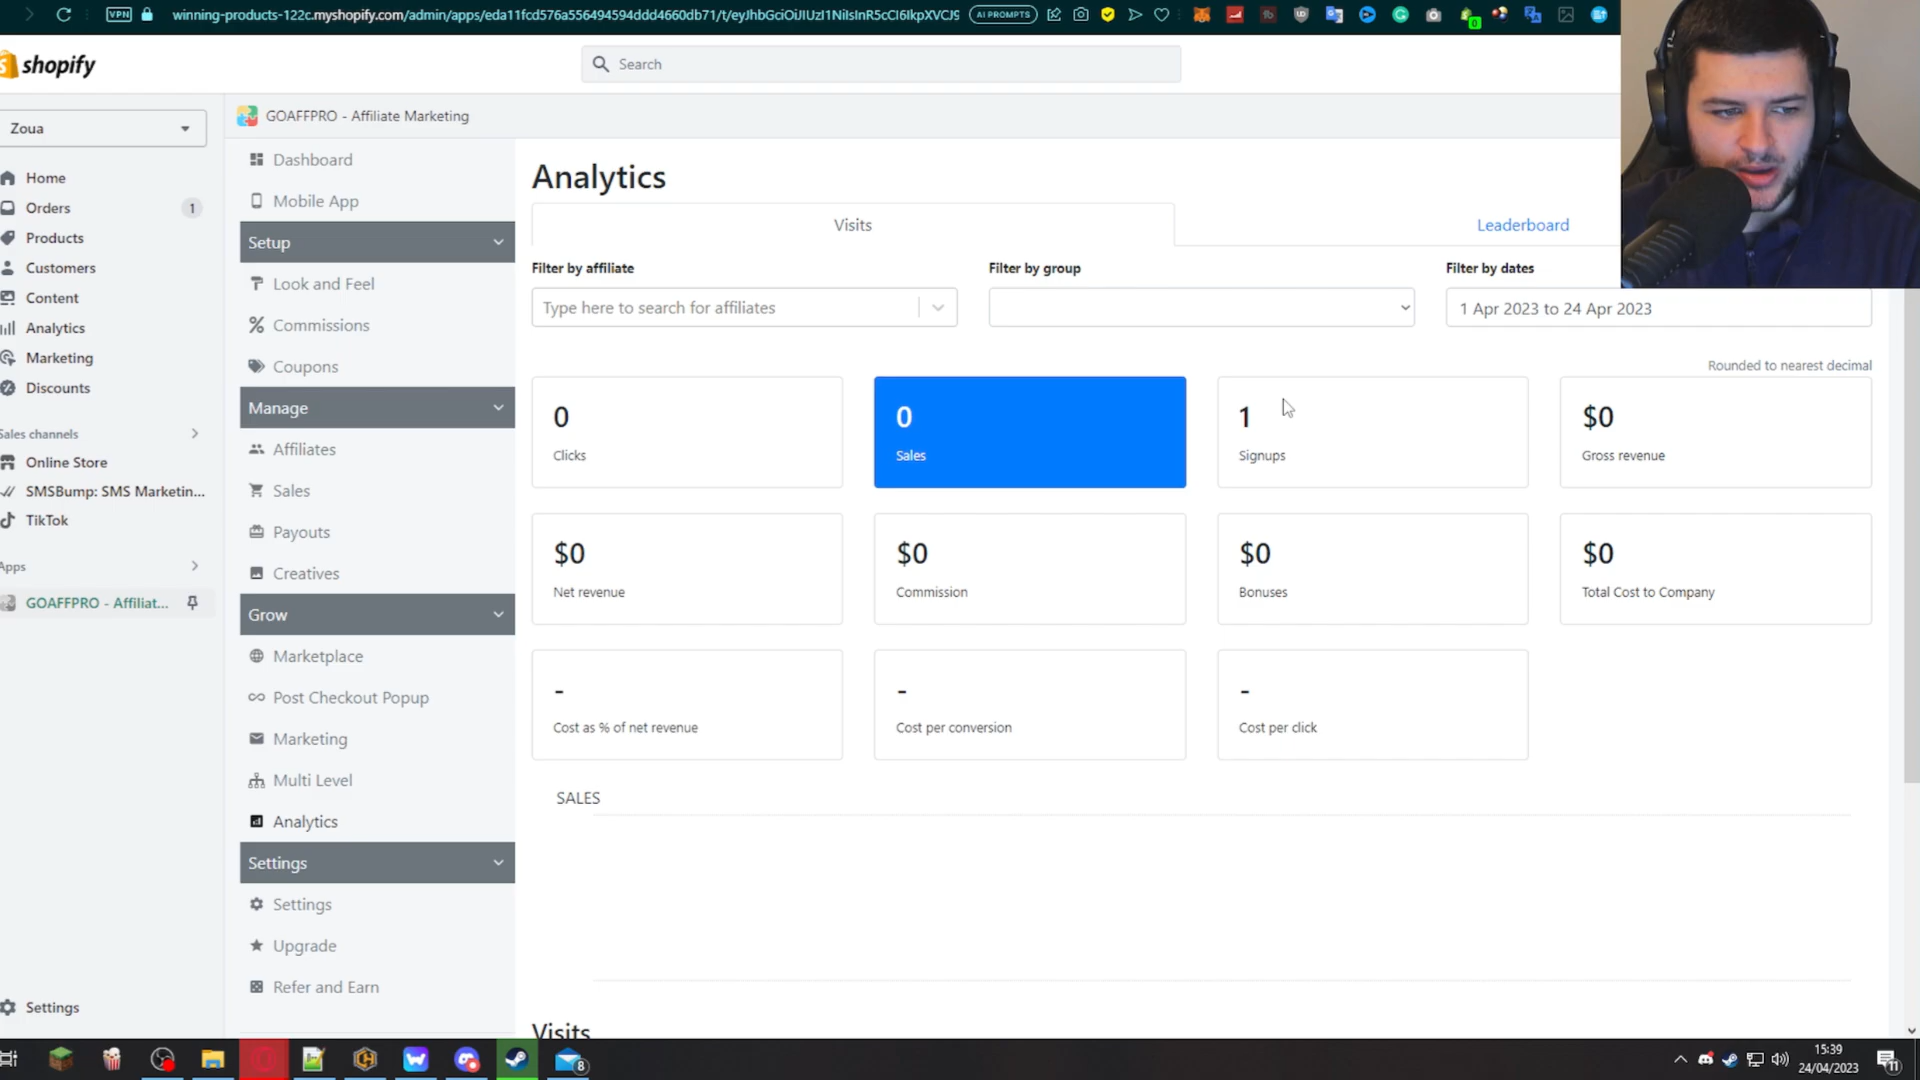 VPN
winning-products-122c.myshopify.com/admin/apps/eda11fcd576a556494594ddd4660db71/t/eyJhbGciOiJIUzI1NiIsInR5cCI6IkpXVCJ9
AI PROMPTS
0
shopify
Search
Zoua
Home
Orders
1
Products
Customers
Content
Analytics
Marketing
Discounts
Sales channels
Online Store
SMSBump: SMS Marketin...
TikTok
Apps
GOAFFPRO - Affiliat...
Settings
GOAFFPRO - Affiliate Marketing
Dashboard
Mobile App
Setup
Look and Feel
Commissions
Coupons
Manage
Affiliates
Sales
Payouts
Creatives
Grow
Marketplace
Post Checkout Popup
Marketing
Multi Level
Analytics
Settings
Settings
Upgrade
Refer and Earn
Analytics
Visits
Leaderboard
Filter by affiliate
Filter by group
Filter by dates
Type here to search for affiliates
1 Apr 2023 to 24 Apr 2023
Rounded to nearest decimal
0
Clicks
0
Sales
1
Signups
$0
Gross revenue
$0
Net revenue
$0
Commission
$0
Bonuses
$0
Total Cost to Company
-
Cost as % of net revenue
-
Cost per conversion
-
Cost per click
SALES
Visits
8
15:39
24/04/2023
11